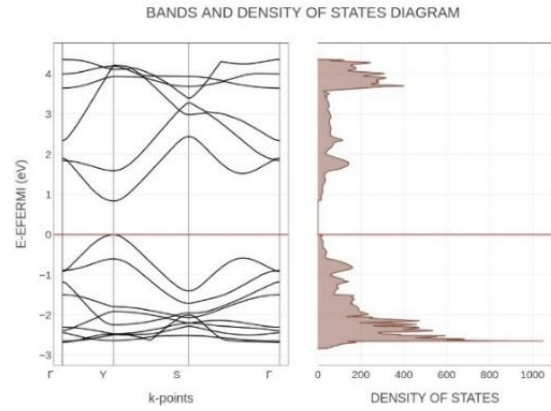 BANDS AND DENSITY OF STATES DIAGRAM
E-EFERMI (eV)
4
3
2
1
0
−1
−2
−3
Γ Y S Γ
k-points
0 200 400 600 800 1000
DENSITY OF STATES